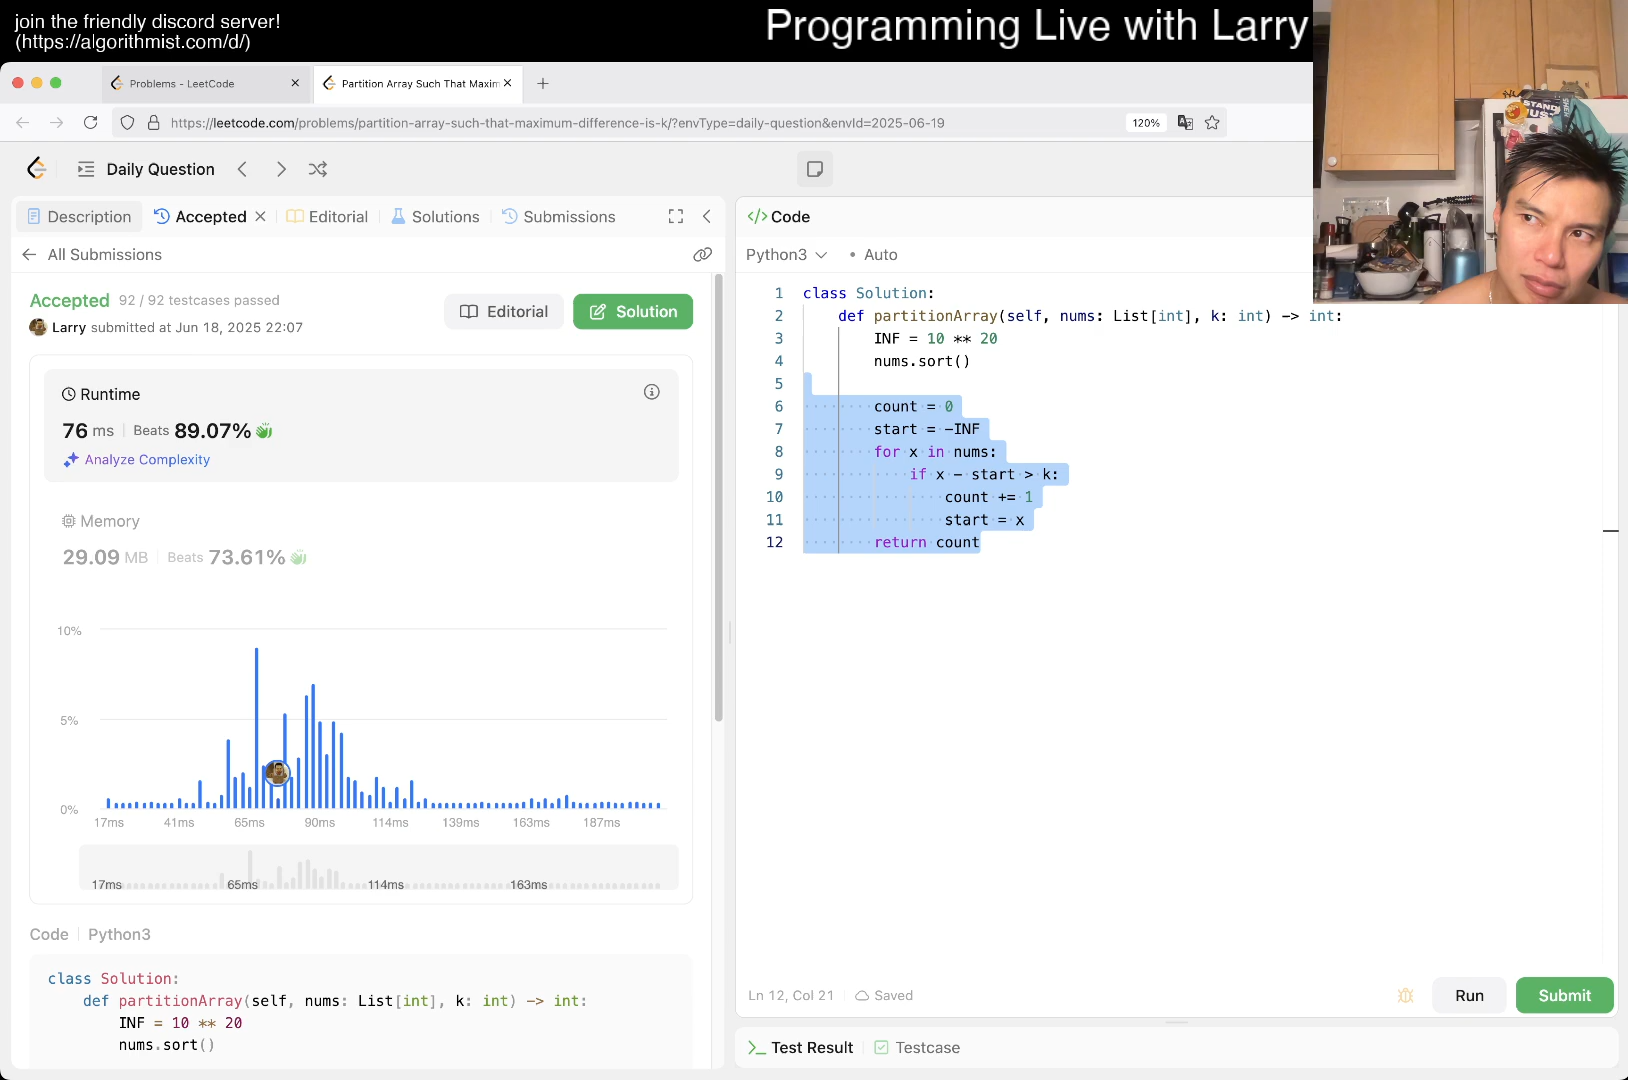 join the friendly discord server!
(https://algorithmist.com/d/)
Programming Live with Larry
Problems - LeetCode
Partition Array Such That Maxim
https://leetcode.com/problems/partition-array-such-that-maximum-difference-is-k/?envType=daily-question&envId=2025-06-19
120%
Daily Question
Description
Accepted
Editorial
Solutions
Submissions
All Submissions
Accepted 92 / 92 testcases passed
Larry submitted at Jun 18, 2025 22:07
Editorial
Solution
Runtime
76 ms Beats 89.07%
Analyze Complexity
Memory
29.09 MB Beats 73.61%
10%
5%
0%
17ms 41ms 65ms 90ms 114ms 139ms 163ms 187ms
17ms 65ms 114ms 163ms
Code Python3
class Solution:
    def partitionArray(self, nums: List[int], k: int) -> int:
        INF = 10 ** 20
        nums.sort()
</> Code
Python3 • Auto
1 class Solution:
2     def partitionArray(self, nums: List[int], k: int) -> int:
3         INF = 10 ** 20
4         nums.sort()
5
6         count = 0
7         start = -INF
8         for x in nums:
9             if x - start > k:
10                 count += 1
11                 start = x
12         return count
Ln 12, Col 21 Saved
Run
Submit
Test Result
Testcase